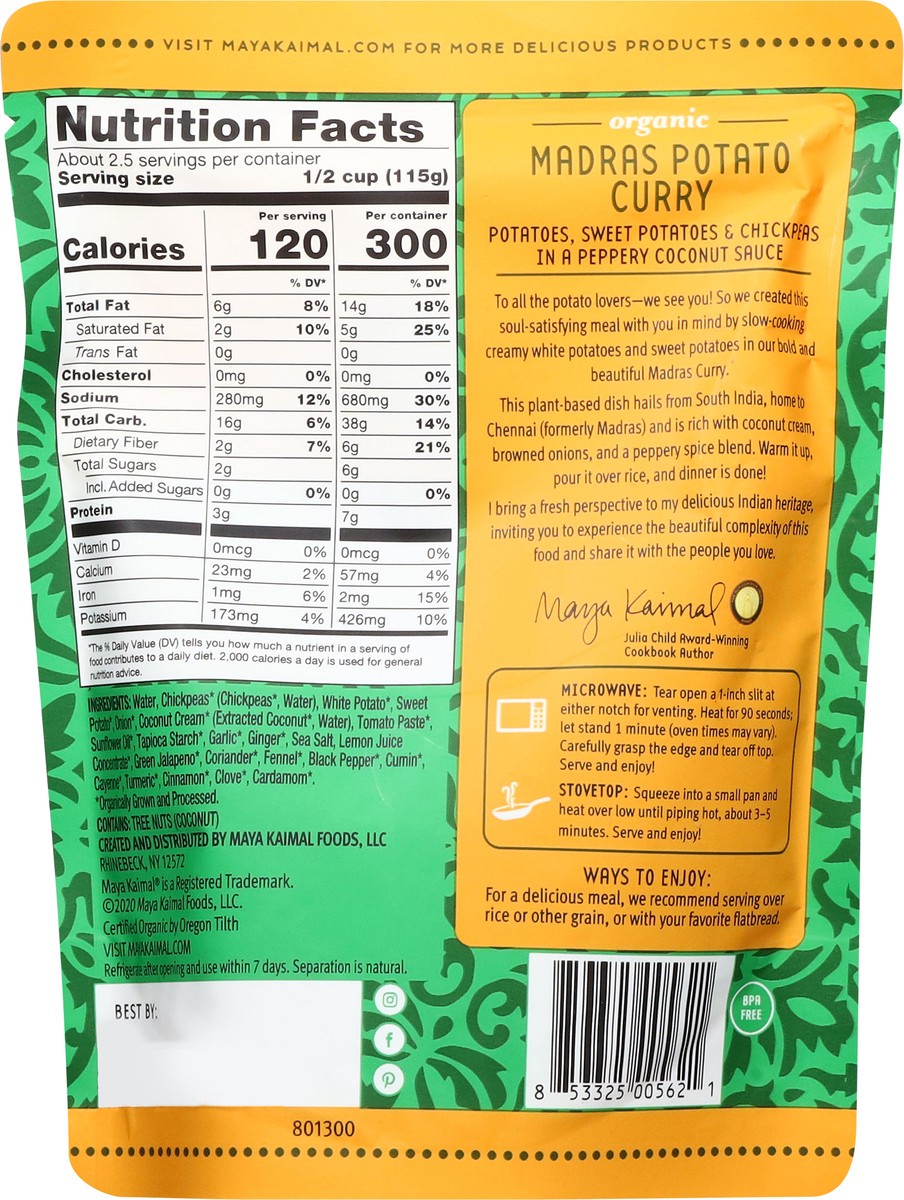 VISIT MAYAKAIMAL.COM FOR MORE DELICIOUS PRODUCTS
Nutrition Facts
About 2.5 servings per container
Serving size 1/2 cup (115g)
Per serving Per container
Calories 120 300
% DV* % DV*
Total Fat 6g 8% 14g 18%
Saturated Fat 2g 10% 5g 25%
Trans Fat 0g 0g
Cholesterol 0mg 0% 0mg 0%
Sodium 280mg 12% 680mg 30%
Total Carb. 16g 6% 38g 14%
Dietary Fiber 2g 7% 6g 21%
Total Sugars 2g 6g
Incl. Added Sugars 0g 0% 0g 0%
Protein 3g 7g
Vitamin D 0mcg 0% 0mcg 0%
Calcium 23mg 2% 57mg 4%
Iron 1mg 6% 2mg 15%
Potassium 173mg 4% 426mg 10%
*The % Daily Value (DV) tells you how much a nutrient in a serving of
food contributes to a daily diet. 2,000 calories a day is used for general
nutrition advice.
INGREDIENTS: Water, Chickpeas* (Chickpeas*, Water), White Potato*, Sweet
Potato*, Onion*, Coconut Cream* (Extracted Coconut*, Water), Tomato Paste*,
Sunflower Oil*, Tapioca Starch*, Garlic*, Ginger*, Sea Salt, Lemon Juice
Concentrate*, Green Jalapeno*, Coriander*, Fennel*, Black Pepper*, Cumin*,
Cayenne*, Turmeric*, Cinnamon*, Clove*, Cardamom*.
*Organically Grown and Processed.
CONTAINS: TREE NUTS (COCONUT)
CREATED AND DISTRIBUTED BY MAYA KAIMAL FOODS, LLC
RHINEBECK, NY 12572
Maya Kaimal® is a Registered Trademark.
©2020 Maya Kaimal Foods, LLC.
Certified Organic by Oregon Tilth
VISIT MAYAKAIMAL.COM
Refrigerate after opening and use within 7 days. Separation is natural.
BEST BY:
organic
MADRAS POTATO
CURRY
POTATOES, SWEET POTATOES & CHICKPEAS
IN A PEPPERY COCONUT SAUCE
To all the potato lovers—we see you! So we created this
soul-satisfying meal with you in mind by slow-cooking
creamy white potatoes and sweet potatoes in our bold and
beautiful Madras Curry.
This plant-based dish hails from South India, home to
Chennai (formerly Madras) and is rich with coconut cream,
browned onions, and a peppery spice blend. Warm it up,
pour it over rice, and dinner is done!
I bring a fresh perspective to my delicious Indian heritage,
inviting you to experience the beautiful complexity of this
food and share it with the people you love.
Maya Kaimal
Julia Child Award-Winning
Cookbook Author
MICROWAVE: Tear open a 1-inch slit at
either notch for venting. Heat for 90 seconds;
let stand 1 minute (oven times may vary).
Carefully grasp the edge and tear off top.
Serve and enjoy!
STOVETOP: Squeeze into a small pan and
heat over low until piping hot, about 3–5
minutes. Serve and enjoy!
WAYS TO ENJOY:
For a delicious meal, we recommend serving over
rice or other grain, or with your favorite flatbread.
BPA
FREE
8 53325 00562 1
801300